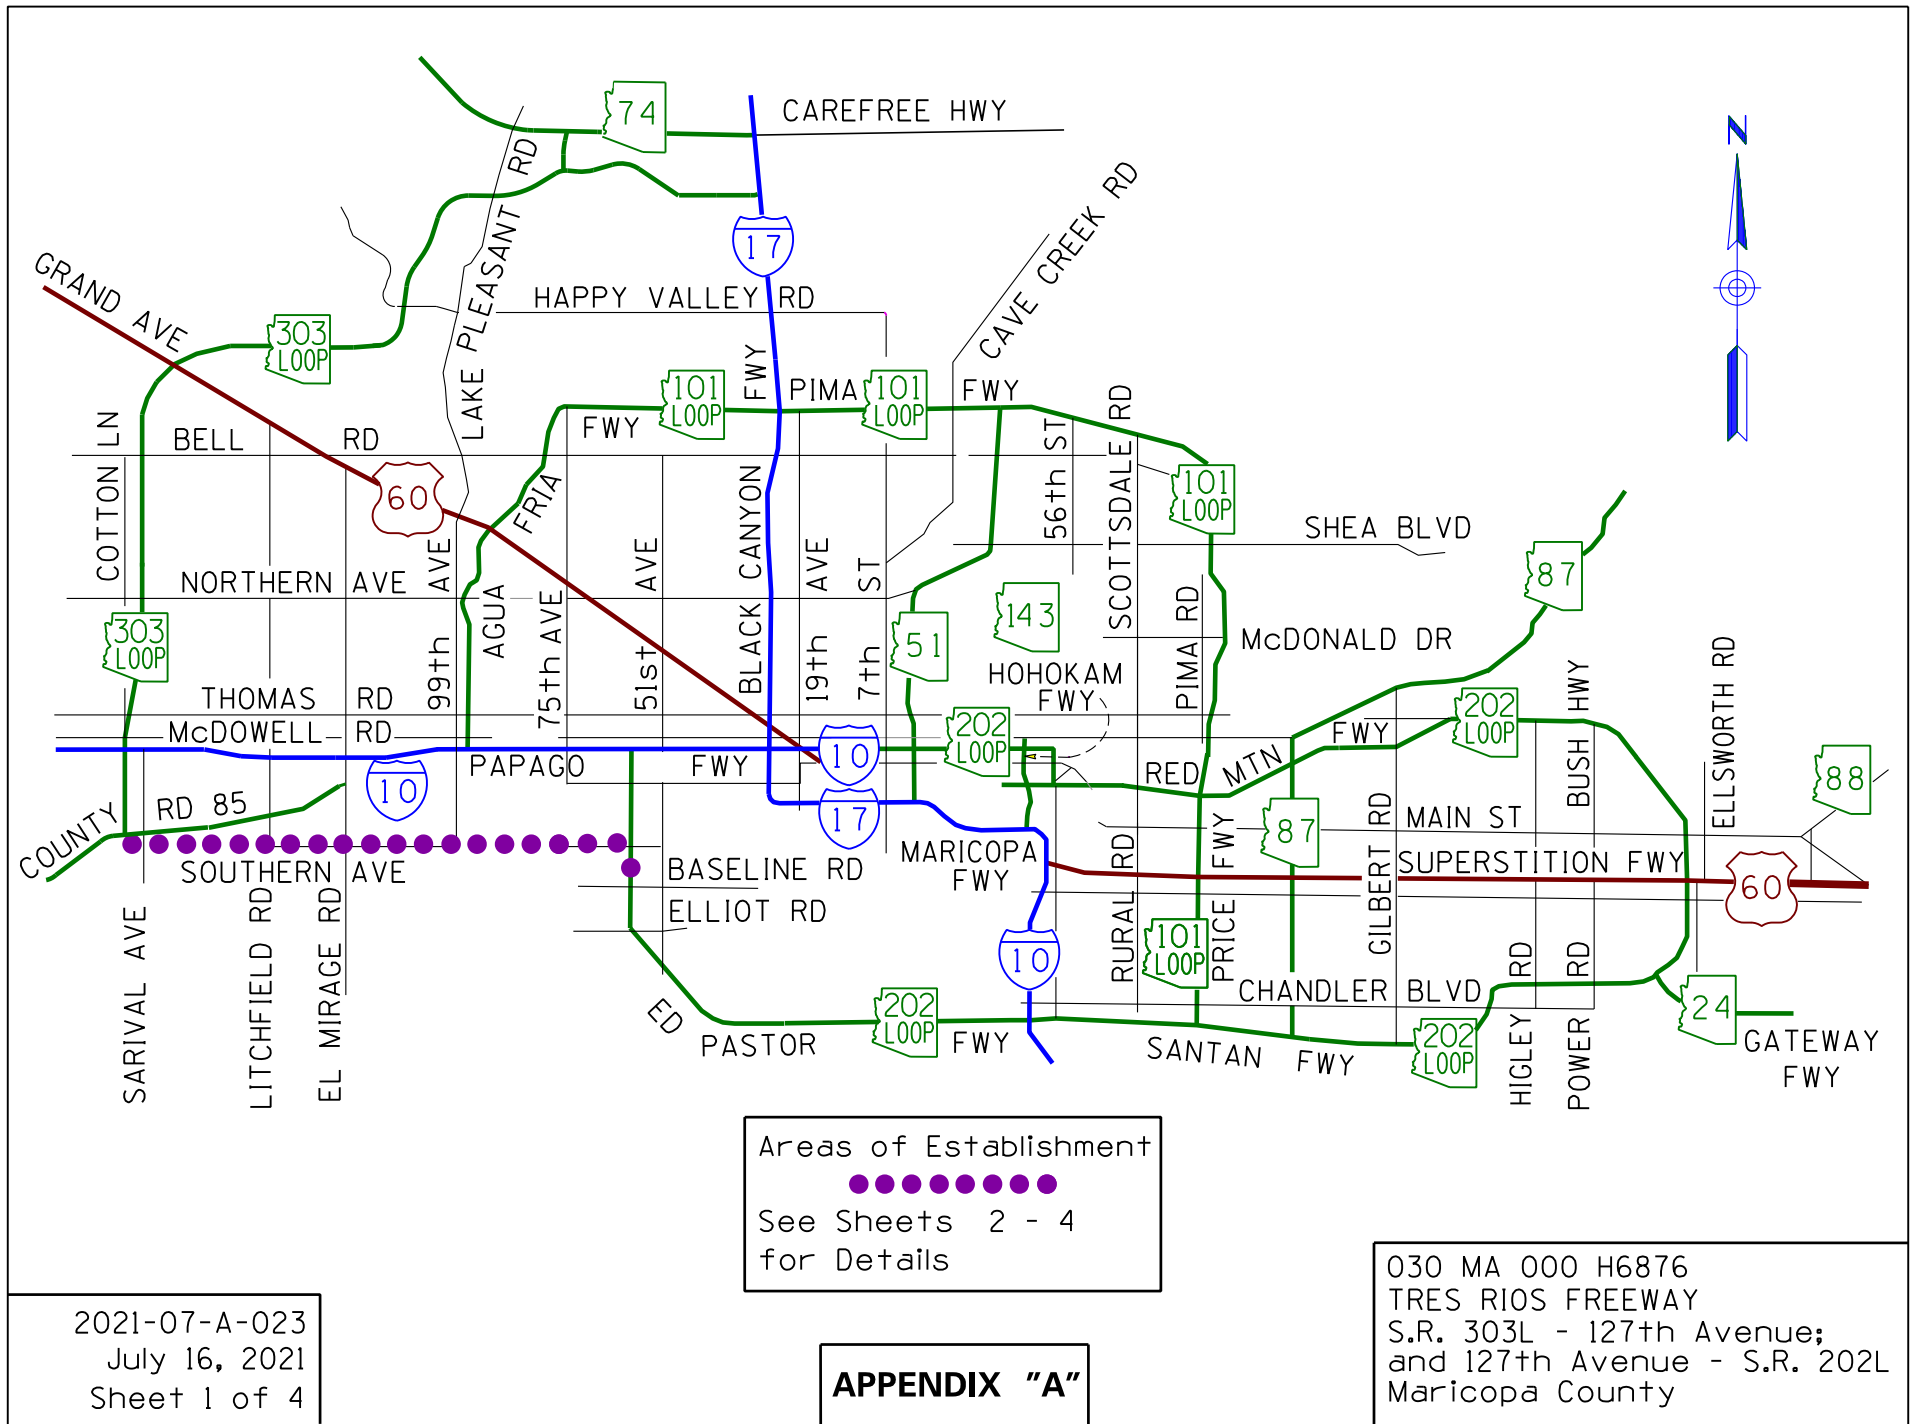 74
CAREFREE HWY
N
LAKE PLEASANT RD
CAVE CREEK RD
17
GRAND AVE
HAPPY VALLEY RD
303
LOOP
101
LOOP
FWY
PIMA
101
LOOP
FWY
FWY
COTTON LN
BELL RD
60
AGUA FRIA
BLACK CANYON
56th ST
SCOTTSDALE RD
101
LOOP
SHEA BLVD
87
NORTHERN AVE
99th AVE
75th AVE
51st AVE
19th AVE
7th ST
303
LOOP
51
143
HOHOKAM
FWY
PIMA RD
McDONALD DR
THOMAS RD
McDOWELL RD
PAPAGO FWY
10
202
LOOP
RED MTN FWY
202
LOOP
BUSH HWY
ELLSWORTH RD
88
COUNTY RD 85
10
17
87
MAIN ST
SOUTHERN AVE
BASELINE RD
MARICOPA
FWY
SUPERSTITION FWY
60
ELLIOT RD
SARIVAL AVE
LITCHFIELD RD
EL MIRAGE RD
10
RURAL RD
101
LOOP
PRICE FWY
GILBERT RD
CHANDLER BLVD
HIGLEY RD
POWER RD
24
GATEWAY
FWY
ED PASTOR FWY
202
LOOP
SANTAN FWY
202
LOOP
Areas of Establishment
See Sheets 2 - 4
for Details
2021-07-A-023
July 16, 2021
Sheet 1 of 4
APPENDIX "A"
030 MA 000 H6876
TRES RIOS FREEWAY
S.R. 303L - 127th Avenue;
and 127th Avenue - S.R. 202L
Maricopa County